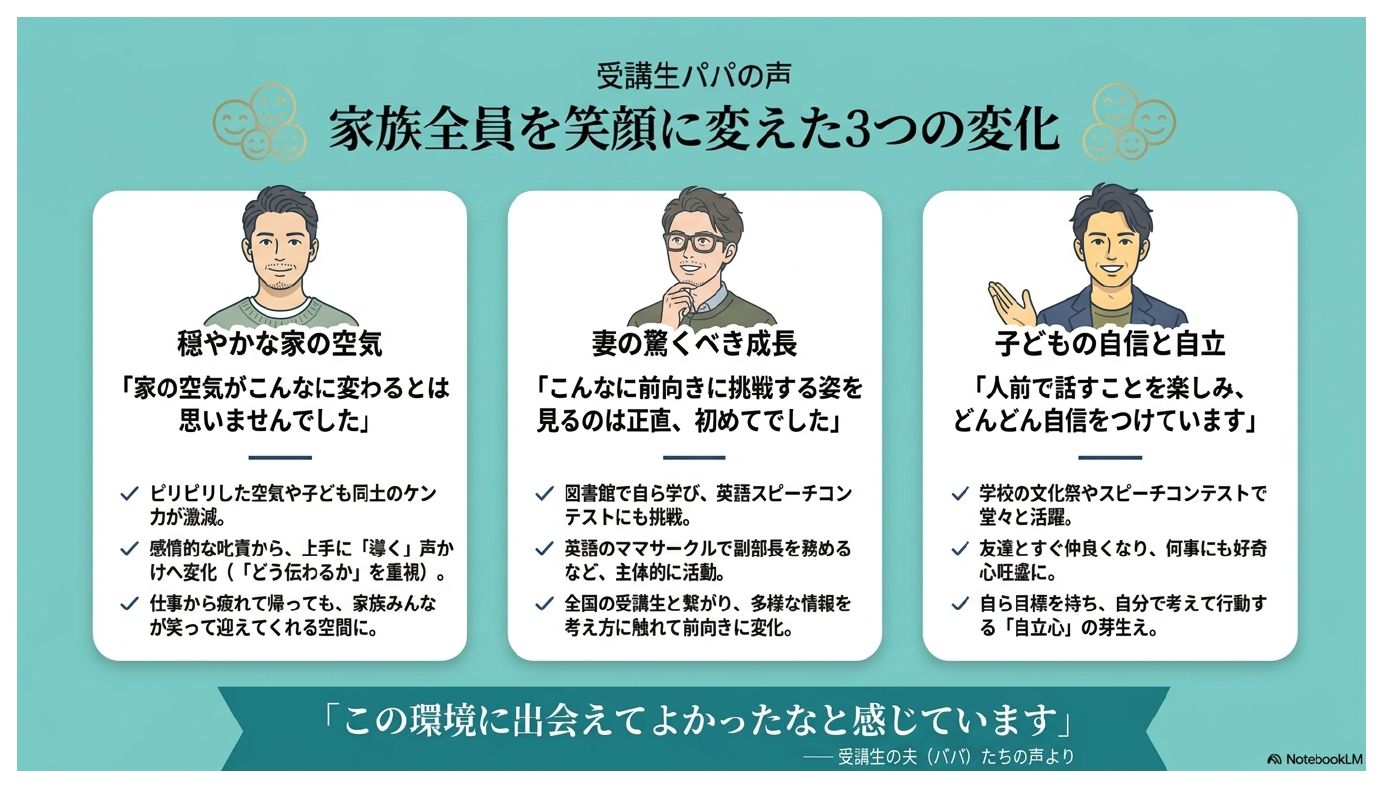 受講生パパの声
家族全員を笑顔に変えた3つの変化
穏やかな家の空気
「家の空気がこんなに変わるとは
思いませんでした」
ピリピリした空気や子ども同士のケン
カが激減。
感情的な叱責から、上手に「導く」声か
けへ変化（「どう伝わるか」を重視）。
仕事から疲れて帰っても、家族みんな
が笑って迎えてくれる空間に。
妻の驚くべき成長
「こんなに前向きに挑戦する姿を
見るのは正直、初めてでした」
図書館で自ら学び、英語スピーチコン
テストにも挑戦。
英語のママサークルで副部長を務める
など、主体的に活動。
全国の受講生と繋がり、多様な情報を
考え方に触れて前向きに変化。
子どもの自信と自立
「人前で話すことを楽しみ、
どんどん自信をつけています」
学校の文化祭やスピーチコンテストで
堂々と活躍。
友達とすぐ仲良くなり、何事にも好奇
心旺盛に。
自ら目標を持ち、自分で考えて行動す
る「自立心」の芽生え。
「この環境に出会えてよかったなと感じています」
―― 受講生の夫（パパ）たちの声より
NotebookLM